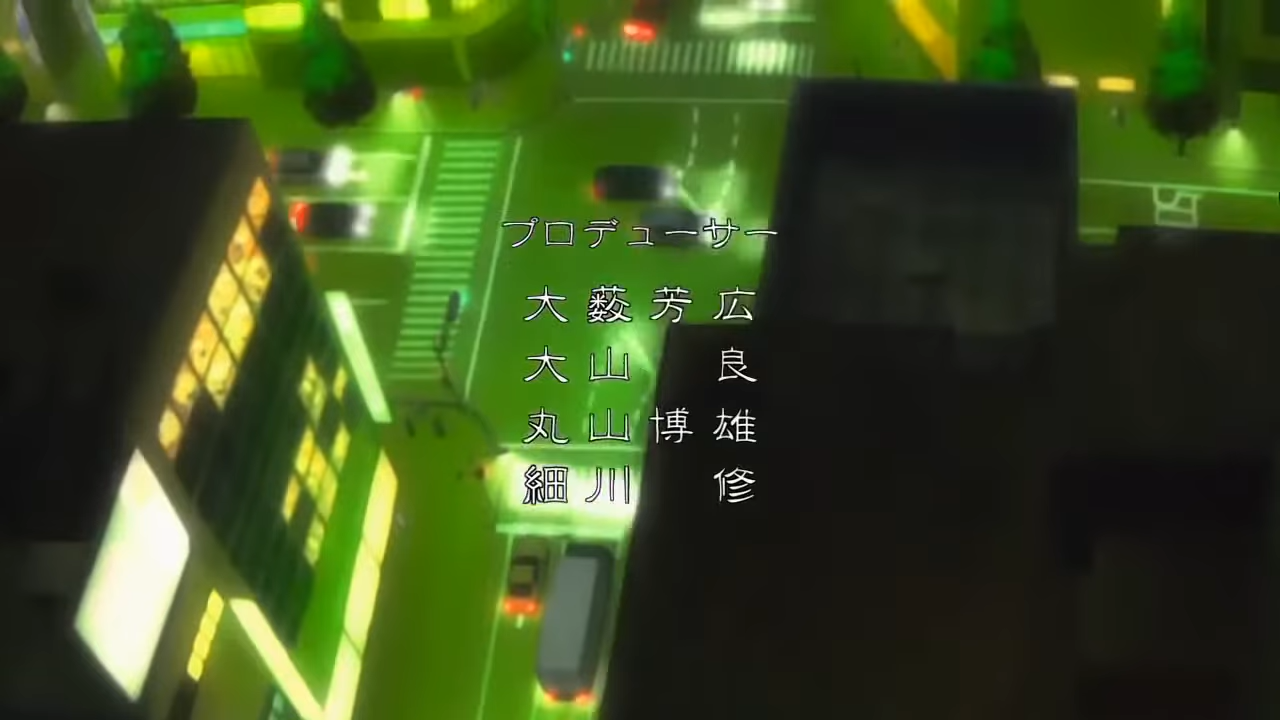 プロデューサー
大薮芳広
大山 良
丸山博雄
細川 修